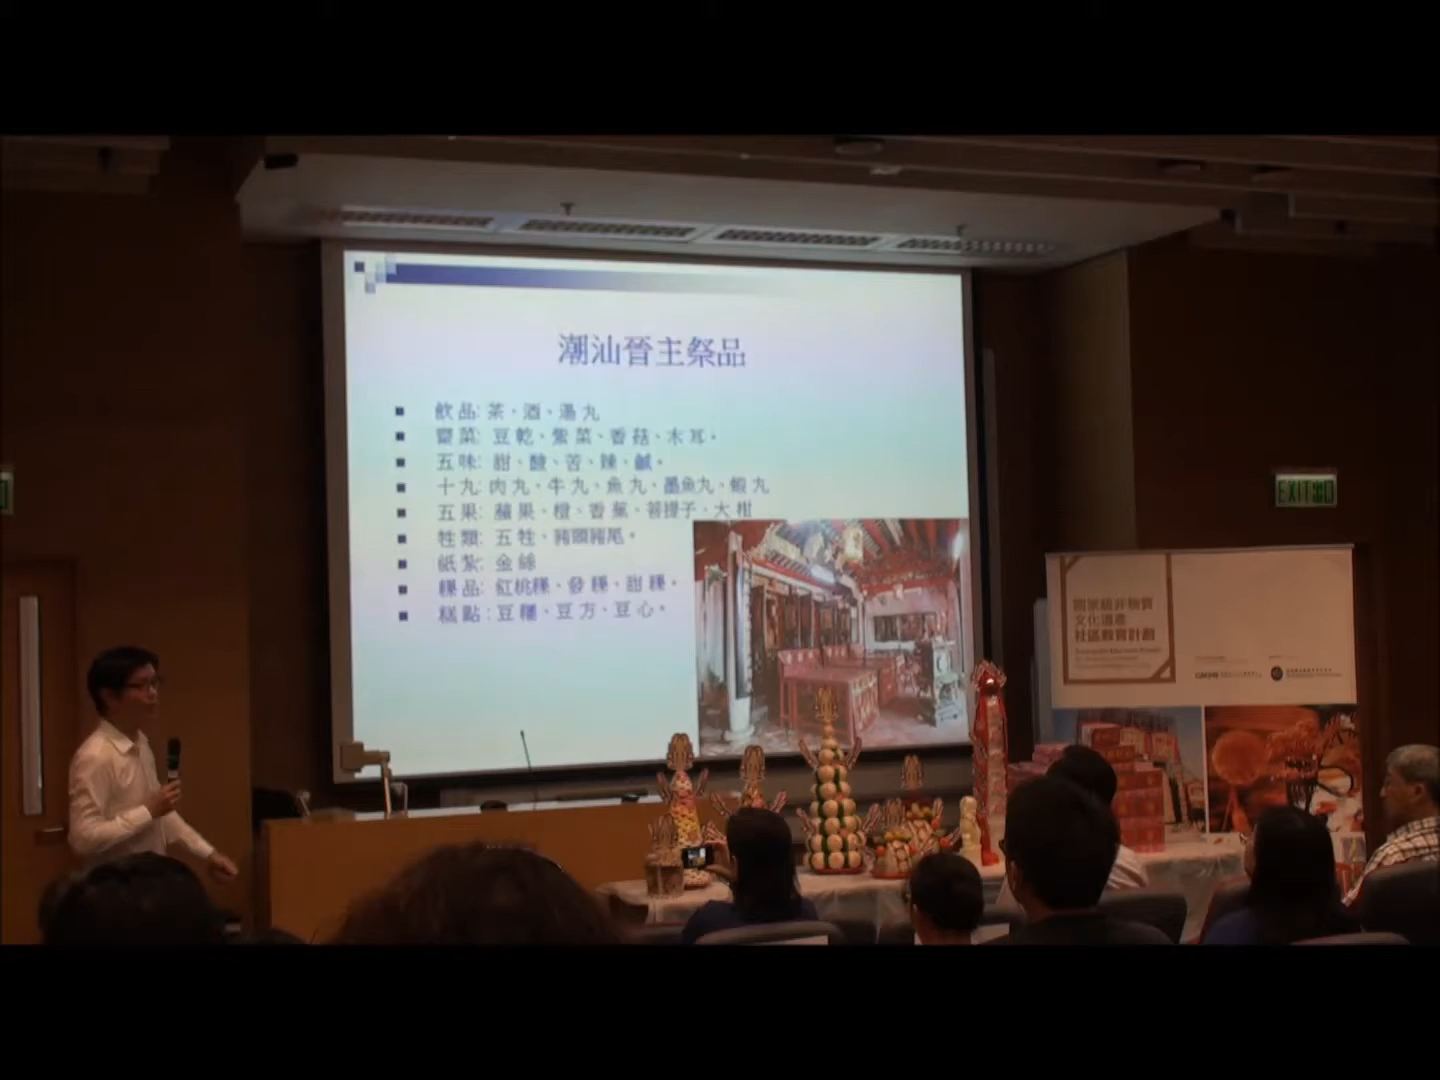 潮汕晉主祭品
■ 飲品: 茶、酒、湯丸
■ 齋菜: 豆乾、紫菜、香菇、木耳。
■ 五味: 甜、酸、苦、辣、鹹。
■ 十丸: 肉丸、牛丸、魚丸、墨魚丸、蝦丸
■ 五果: 蘋果、橙、香蕉、菩提子、大柑
■ 牲類: 五牲、豬頭豬尾。
■ 紙紮: 金錢
■ 粿品: 紅桃粿、發粿、甜粿。
■ 糕點: 豆糎、豆方、豆心。
EXIT 出
國家級非物質
文化遺產
社區教育計劃